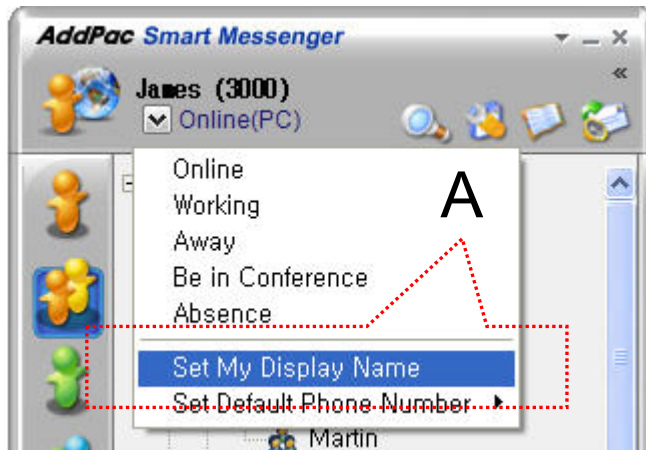 AddPac Smart Messenger
James (3000)
Online(PC)
Online
Working
Away
Be in Conference
Absence
Set My Display Name
Set Default Phone Number
Martin
A